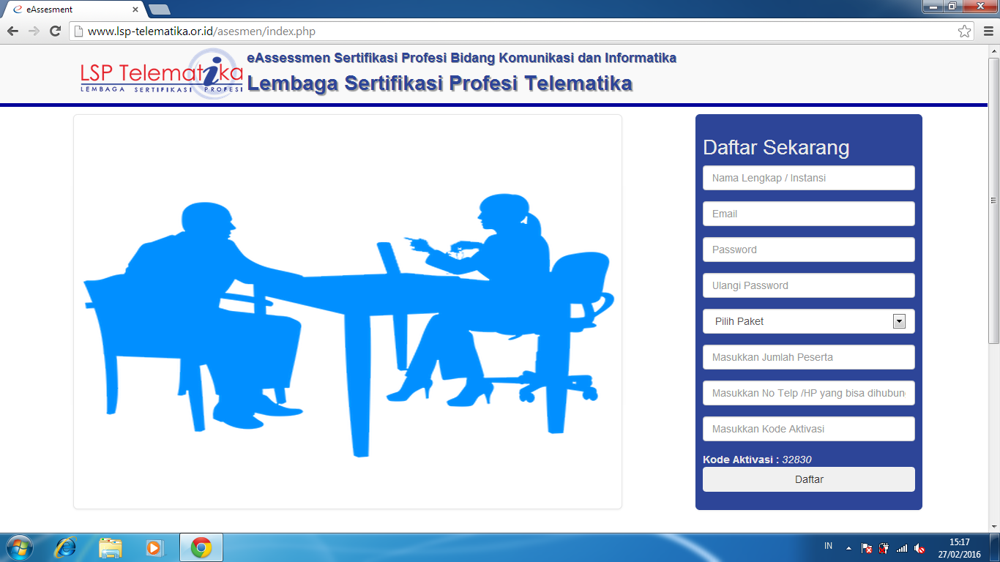 eAssesment
www.lsp-telematika.or.id/asesmen/index.php
LSP Telematika
LEMBAGA SERTIFIKASI PROFESI
eAssessmen Sertifikasi Profesi Bidang Komunikasi dan Informatika
Lembaga Sertifikasi Profesi Telematika
Daftar Sekarang
Nama Lengkap / Instansi
Email
Password
Ulangi Password
Pilih Paket
Masukkan Jumlah Peserta
Masukkan No Telp /HP yang bisa dihubun
Masukkan Kode Aktivasi
Kode Aktivasi : 32830
Daftar
IN
15:17
27/02/2016